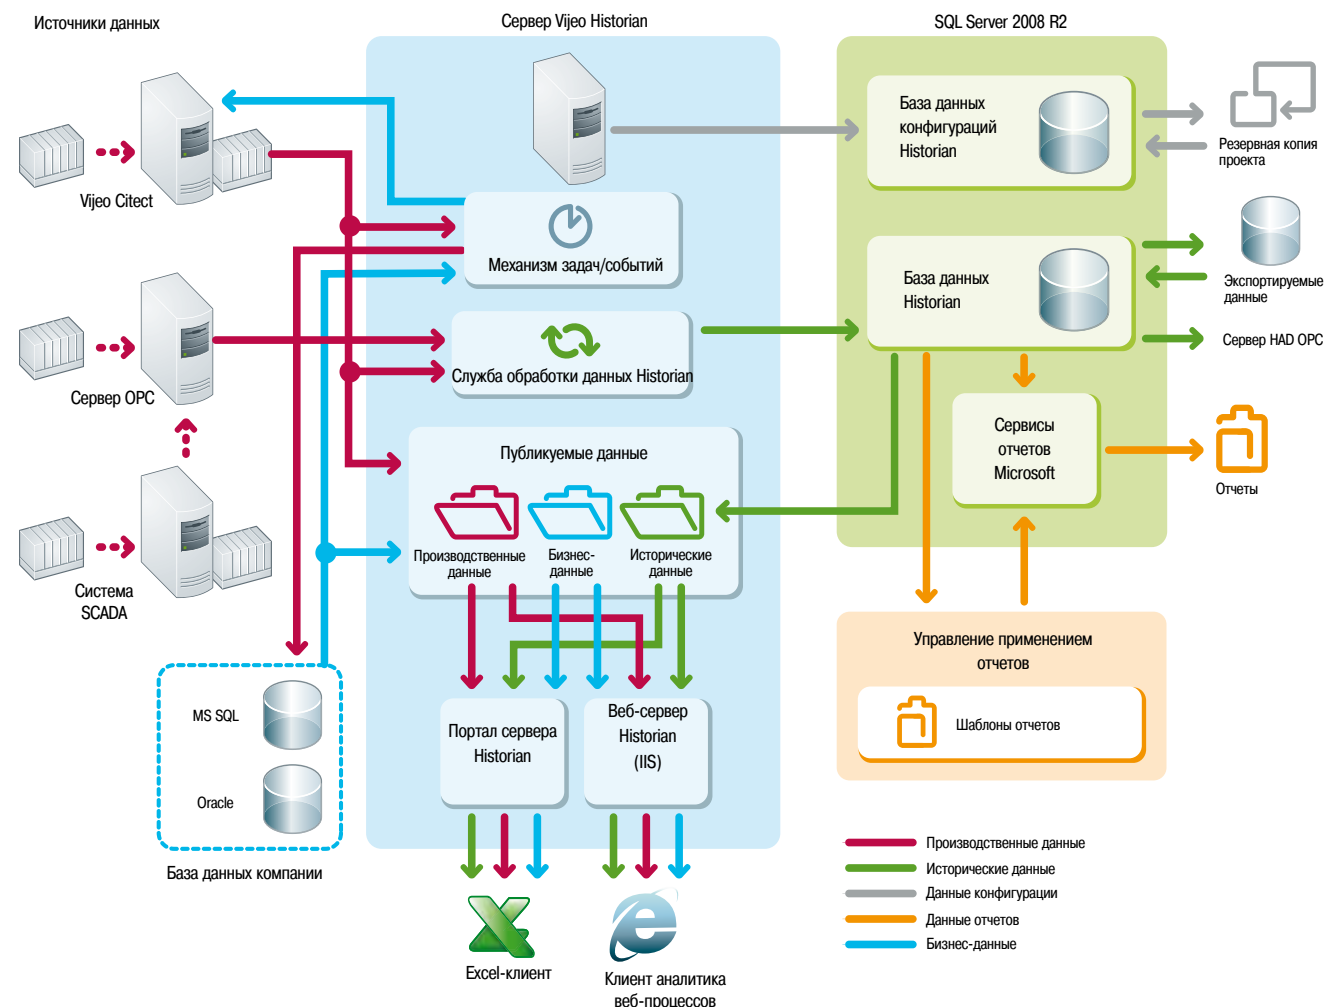 Источники данных
Сервер Vijeo Historian
SQL Server 2008 R2
Vijeo Citect
База данных
конфигураций
Historian
Резервная копия
проекта
Механизм задач/событий
База данных
Historian
Экспортируемые
данные
Сервер HAD OPC
Сервер OPC
Служба обработки данных Historian
Сервисы
отчетов
Microsoft
Отчеты
Публикуемые данные
Производственные
данные
Бизнес-
данные
Исторические
данные
Система
SCADA
Управление применением
отчетов
Шаблоны отчетов
MS SQL
Oracle
База данных компании
Портал сервера
Historian
Веб-сервер
Historian
(IIS)
Производственные данные
Исторические данные
Данные конфигурации
Данные отчетов
Бизнес-данные
Excel-клиент
Клиент аналитика
веб-процессов